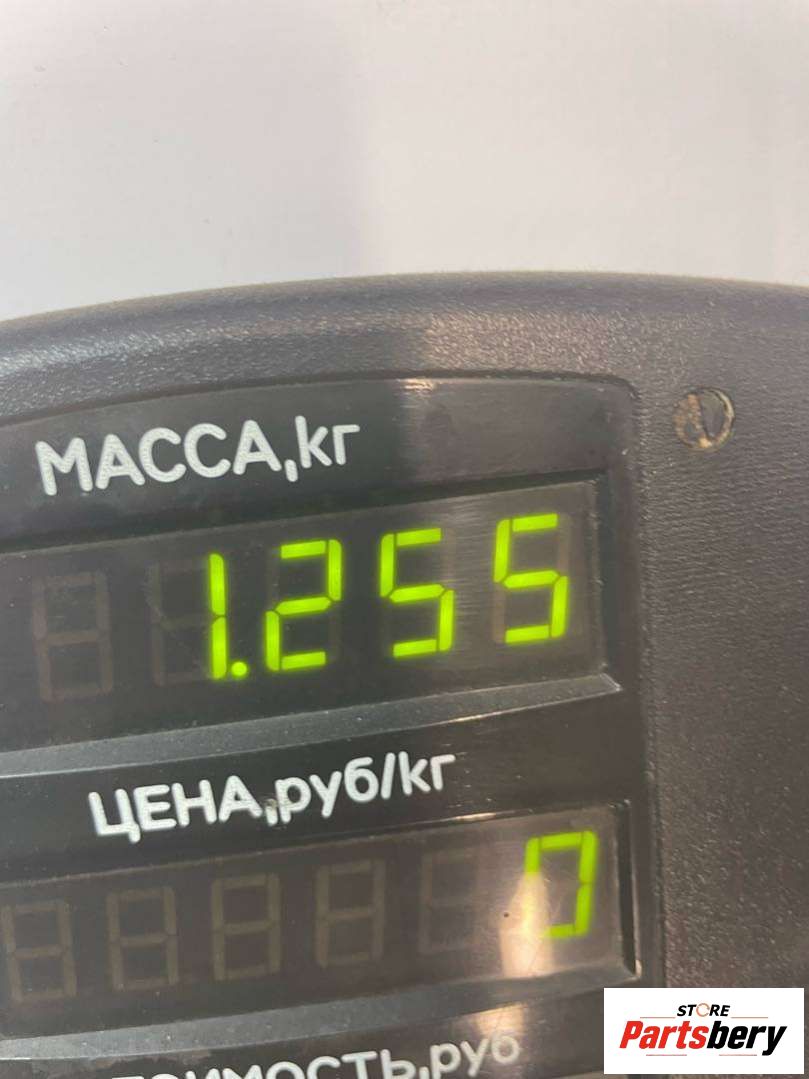 МАССА,кг
1.255
ЦЕНА,руб/кг
0
STORE
Partsbery